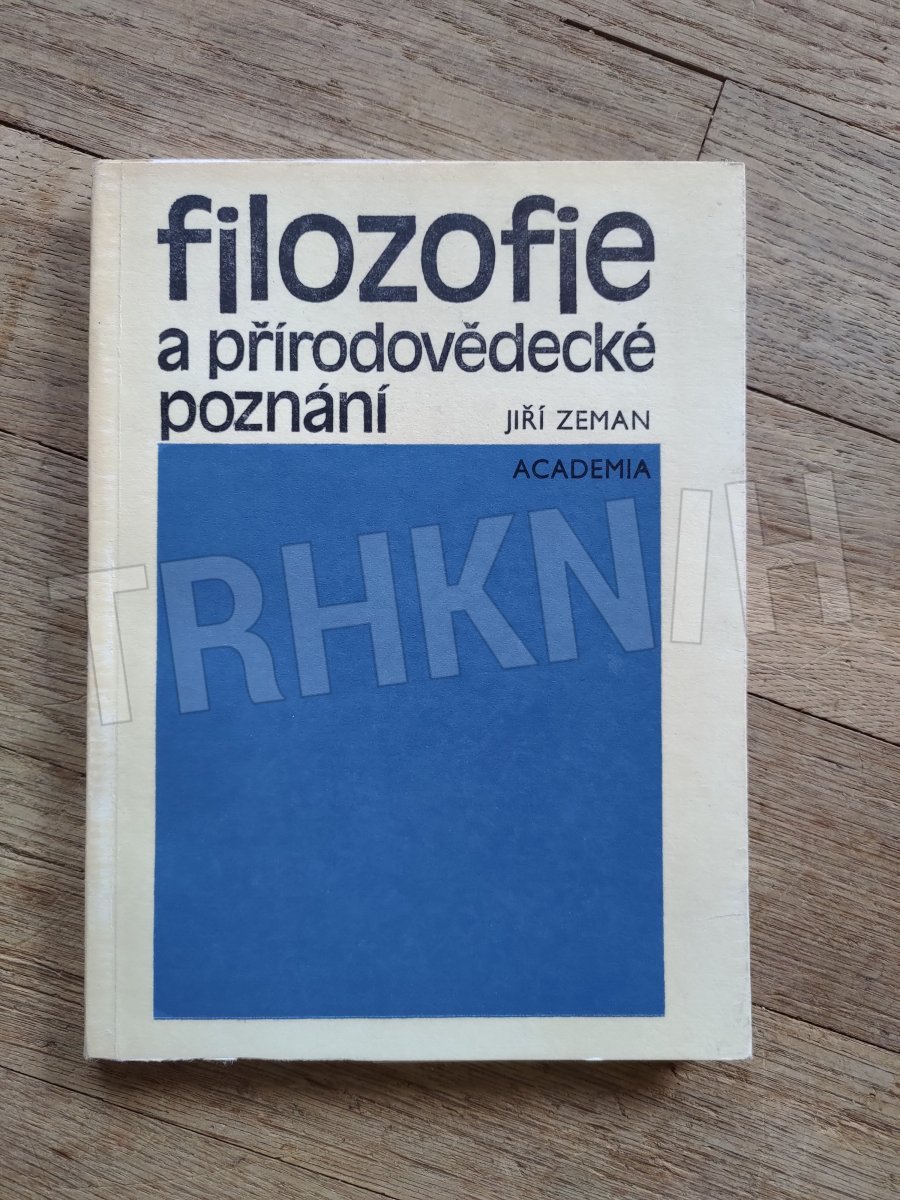 filozofie
a přírodovědecké
poznání
JIŘÍ ZEMAN
ACADEMIA
TRHKNIH